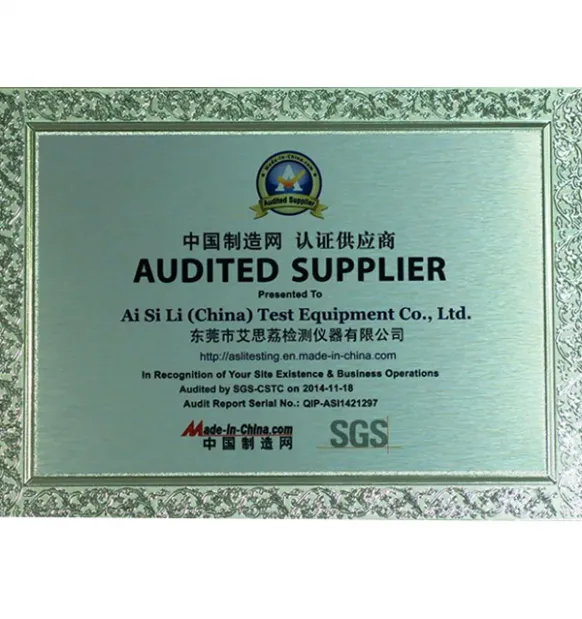 Made-in-China.com
Audited Supplier
中国制造网 认证供应商
AUDITED SUPPLIER
Presented To
Ai Si Li (China) Test Equipment Co., Ltd.
东莞市艾思荔检测仪器有限公司
http://aslitesting.en.made-in-china.com
In Recognition of Your Site Existence & Business Operations
Audited by SGS-CSTC on 2014-11-18
Audit Report Serial No.: QIP-ASI1421297
Made-in-China.com SGS
中国制造网